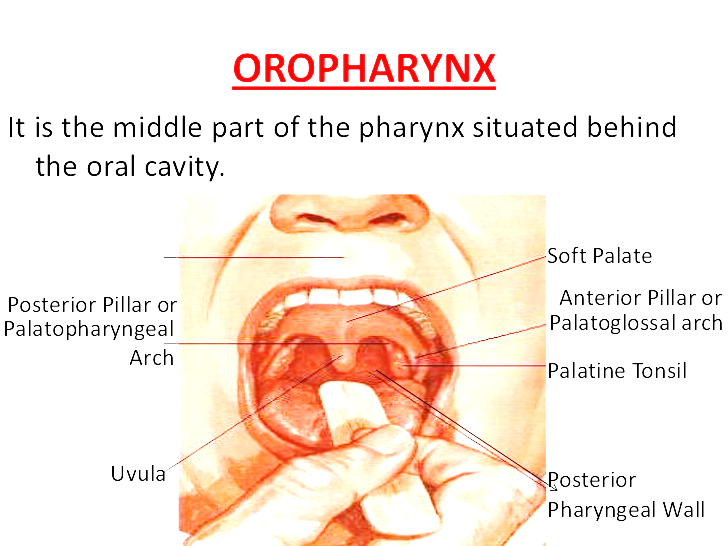 OROPHARYNX
It is the middle part of the pharynx situated behind
the oral cavity.
Soft Palate
Posterior Pillar or
Palatopharyngeal
Arch
Anterior Pillar or
Palatoglossal arch
Palatine Tonsil
Uvula
Posterior
Pharyngeal Wall